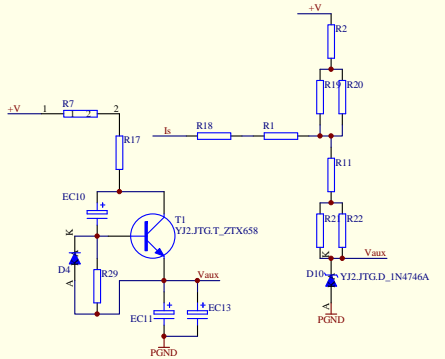 +V
R2
R19
R20
+V
1
R7
1 2
2
Is
R18
R1
R17
R11
EC10
+
T1
YJ2.JTG.T_ZTX658
R21
R22
K
D4
A
R29
Vaux
K
Vaux
D10
YJ2.JTG.D_1N4746A
A
+
EC11
+
EC13
PGND
PGND